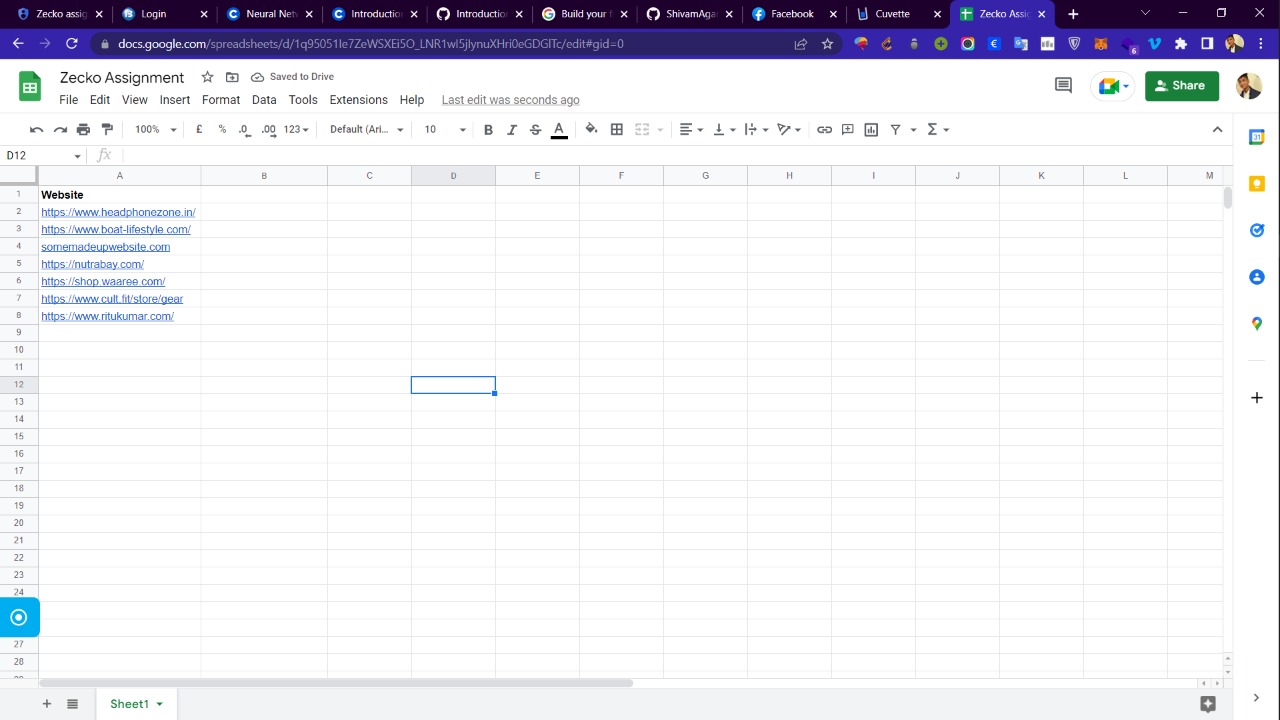 Zecko assig Login Neural Net Introduction Introduction Build your f ShivamAga Facebook Cuvette Zecko Assig
docs.google.com/spreadsheets/d/1q95051Ie7ZeWSXEi5O_LNR1wI5jIynuXHri0eGDGITc/edit#gid=0
6
Zecko Assignment Saved to Drive
File Edit View Insert Format Data Tools Extensions Help Last edit was seconds ago
Share
100% £ % .0 .00 123 Default (Ari... 10 B I S A Σ
31
D12 fx
A B C D E F G H I J K L M
1 Website
2 https://www.headphonezone.in/
3 https://www.boat-lifestyle.com/
4 somemadeupwebsite.com
5 https://nutrabay.com/
6 https://shop.waaree.com/
7 https://www.cult.fit/store/gear
8 https://www.ritukumar.com/
9
10
11
12
13
14
15
16
17
18
19
20
21
22
23
24
27
28
Sheet1